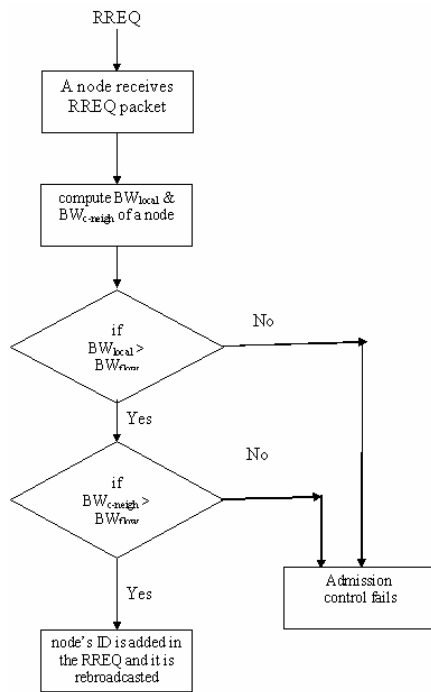 RREQ
A node receives
RREQ packet
compute BWlocal &
BWc-neigh of a node
if
BWlocal >
BWflow
No
Yes
if
BWc-neigh >
BWflow
No
Yes
Admission
control fails
node's ID is added in
the RREQ and it is
rebroadcasted